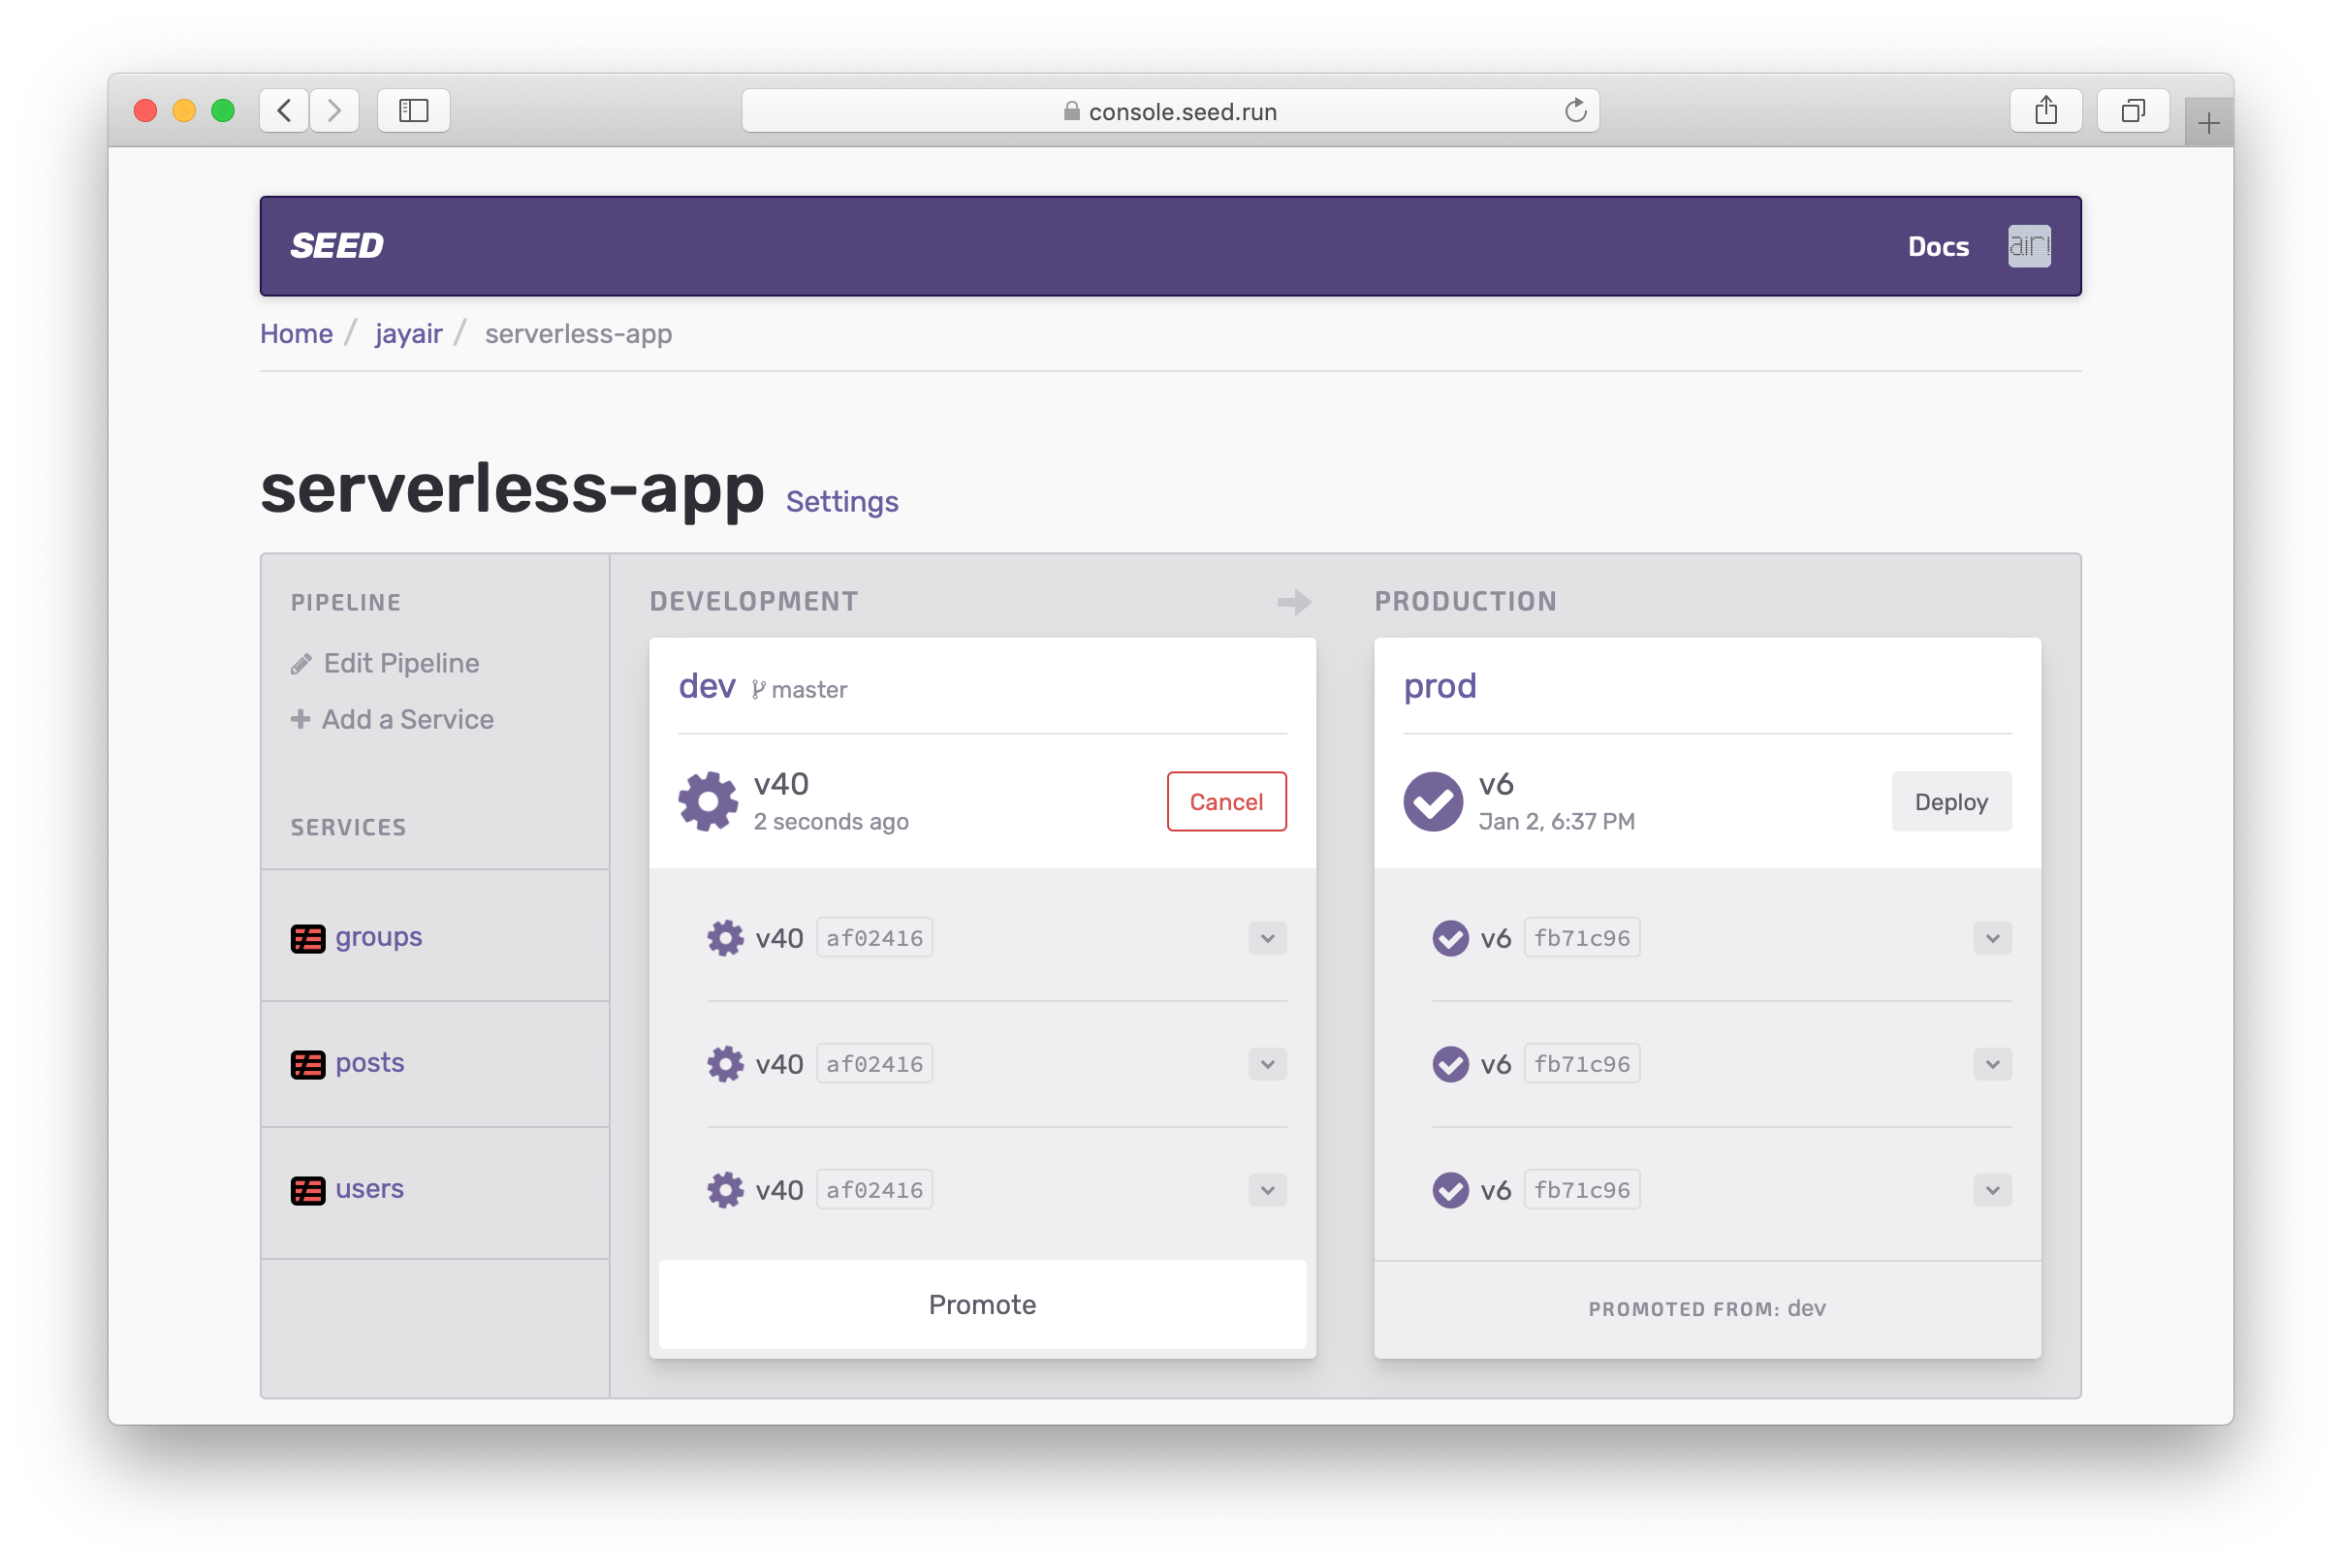 console.seed.run
SEED
Docs
Home / jayair / serverless-app
serverless-app Settings
PIPELINE
Edit Pipeline
Add a Service
SERVICES
groups
posts
users
DEVELOPMENT
dev master
v40
2 seconds ago
Cancel
v40 af02416
v40 af02416
v40 af02416
Promote
PRODUCTION
prod
v6
Jan 2, 6:37 PM
Deploy
v6 fb71c96
v6 fb71c96
v6 fb71c96
PROMOTED FROM: dev